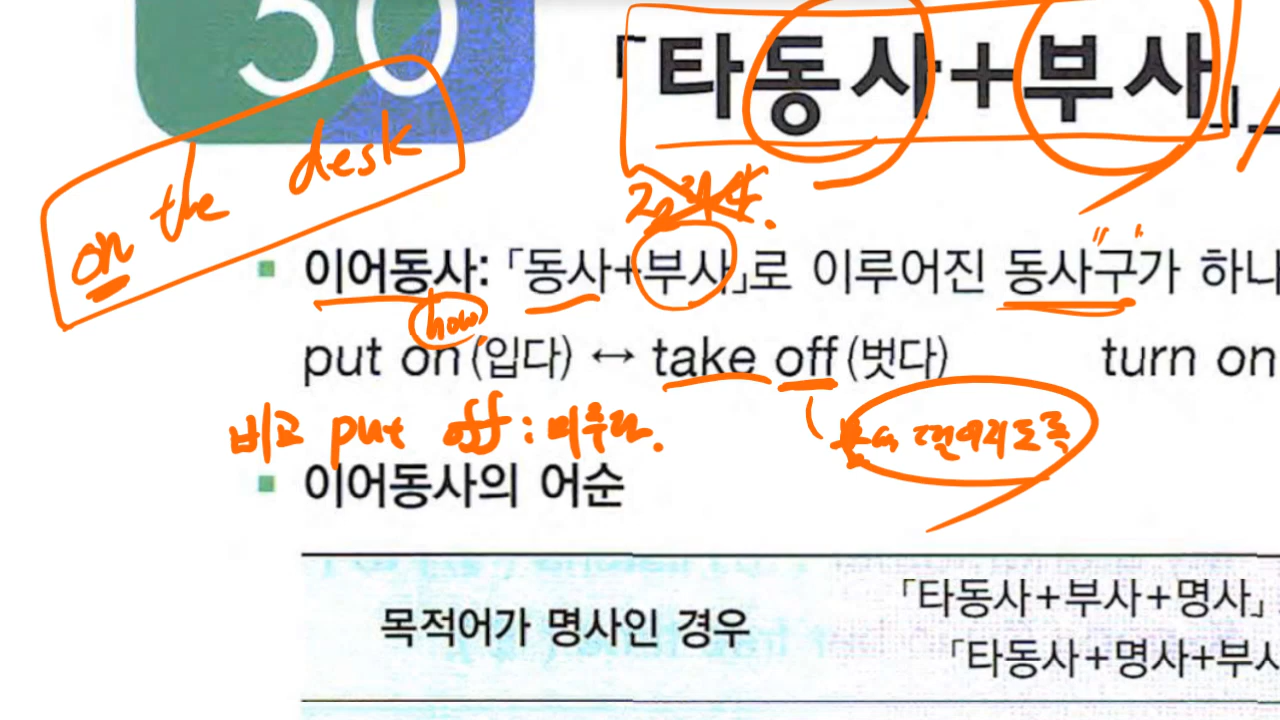 50
「타동사+부사」
on the desk
전치사.
이어동사: 「동사+부사」로 이루어진 동사구가 하나
" "
how
put on(입다) ↔ take off(벗다) turn on
비교 put off : 미루다.
떨어지도록
이어동사의 어순
목적어가 명사인 경우
「타동사+부사+명사」
「타동사+명사+부사